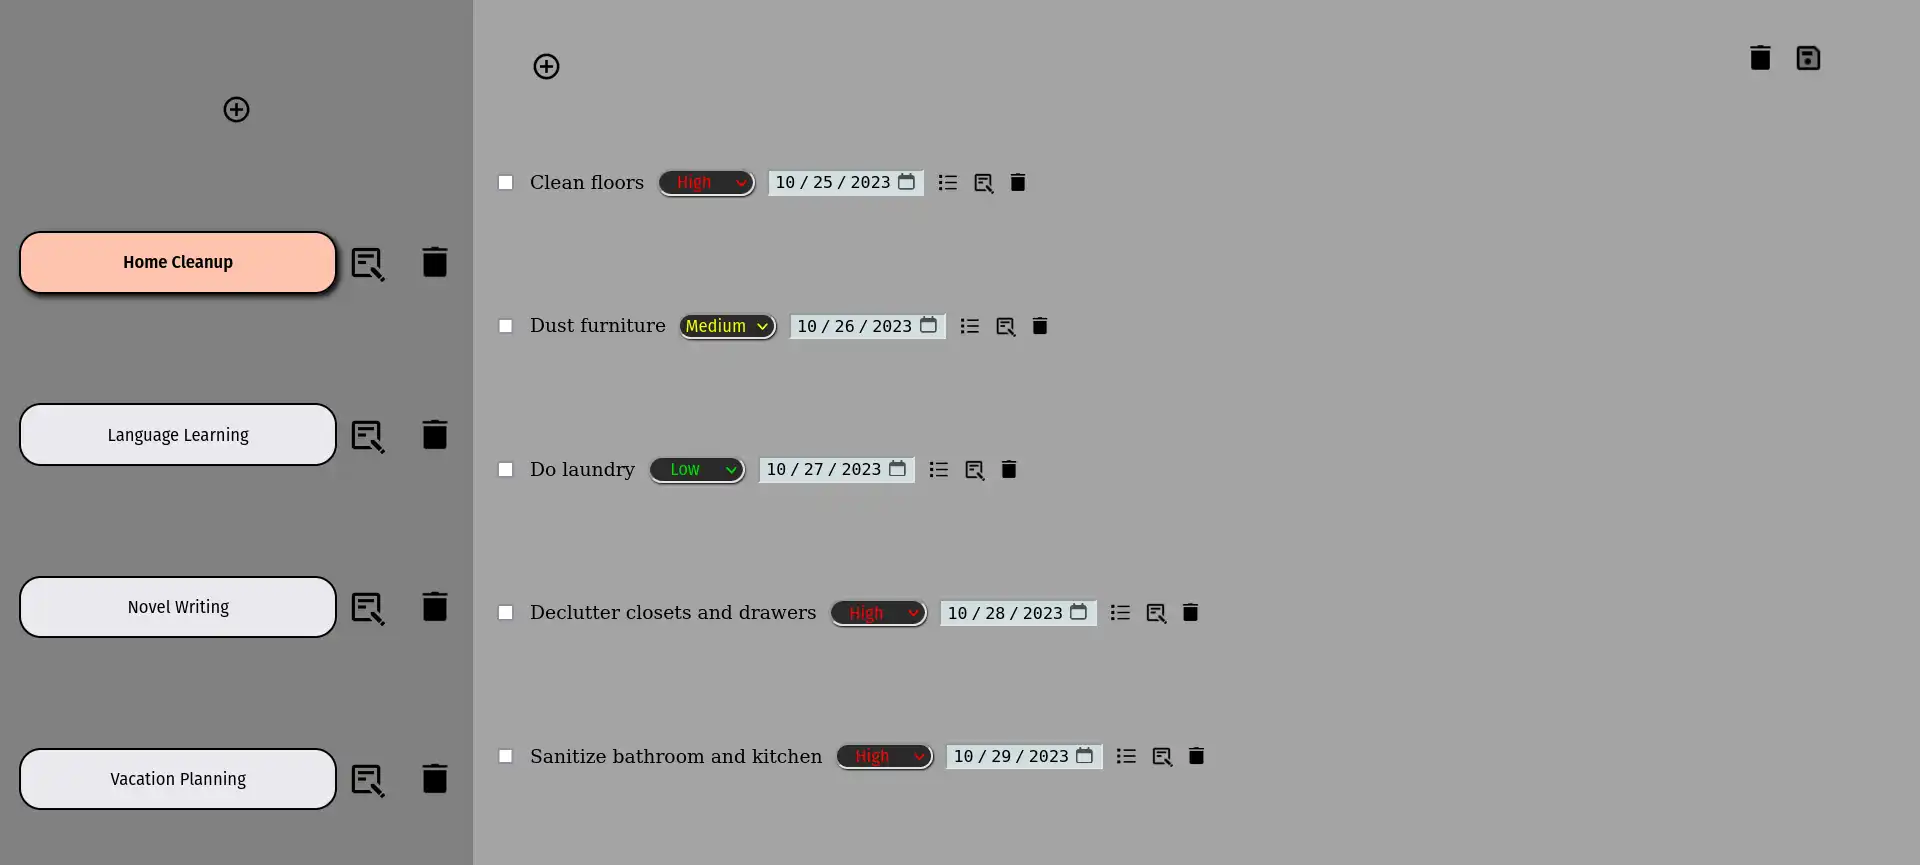 Home Cleanup
Language Learning
Novel Writing
Vacation Planning
Clean floors High 10/25/2023
Dust furniture Medium 10/26/2023
Do laundry Low 10/27/2023
Declutter closets and drawers High 10/28/2023
Sanitize bathroom and kitchen High 10/29/2023